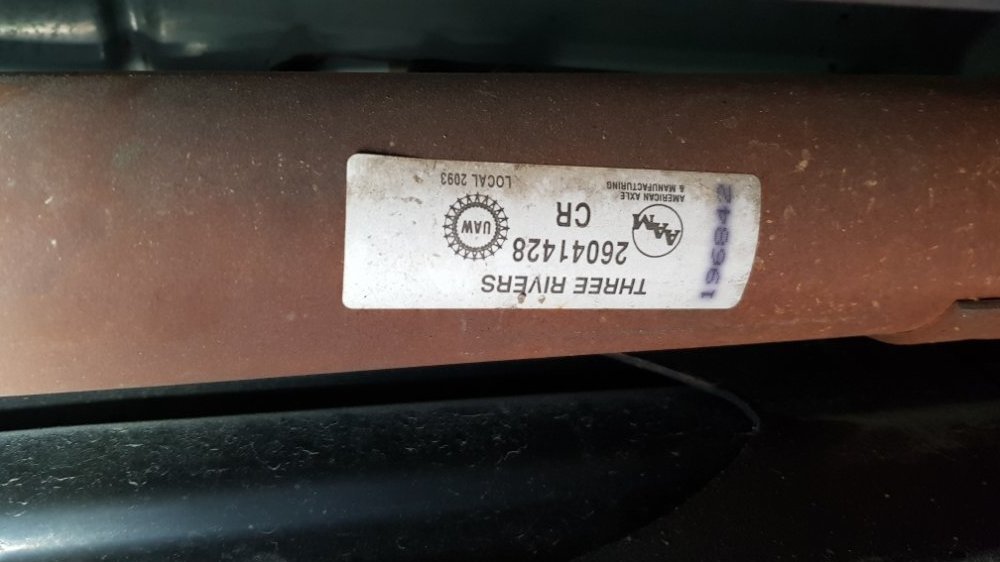 THREE RIVERS
26041428
CR
AAM
AMERICAN AXLE
& MANUFACTURING
UAW
LOCAL 2093
196842